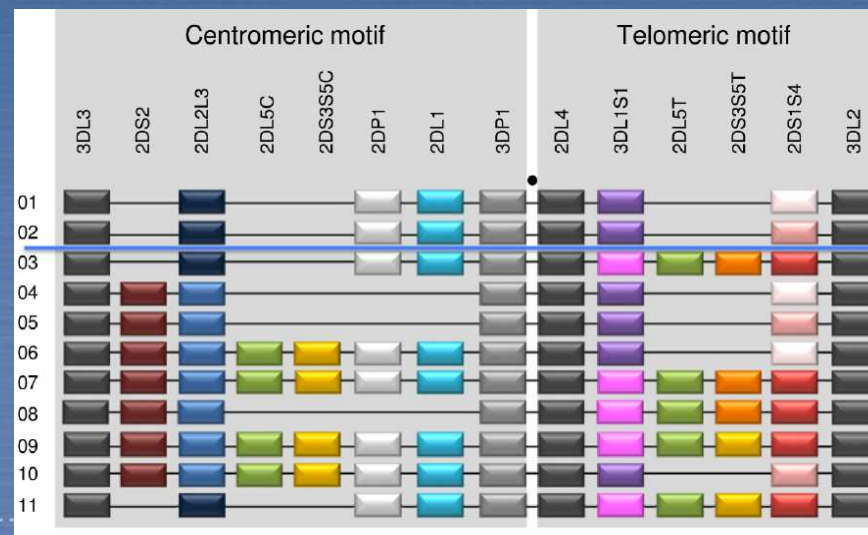 Centromeric motif
Telomeric motif
3DL3
2DS2
2DL2L3
2DL5C
2DS3S5C
2DP1
2DL1
3DP1
2DL4
3DL1S1
2DL5T
2DS3S5T
2DS1S4
3DL2
01
02
03
04
05
06
07
08
09
10
11